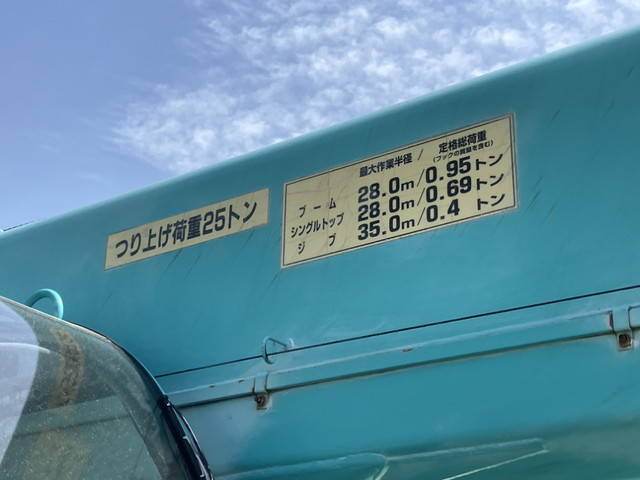 つり上げ荷重25トン
最大作業半径 / 定格総荷重
(フックの質量を含む)
ブーム 28.0m/0.95トン
シングルトップ 28.0m/0.69トン
ジブ 35.0m/0.4トン